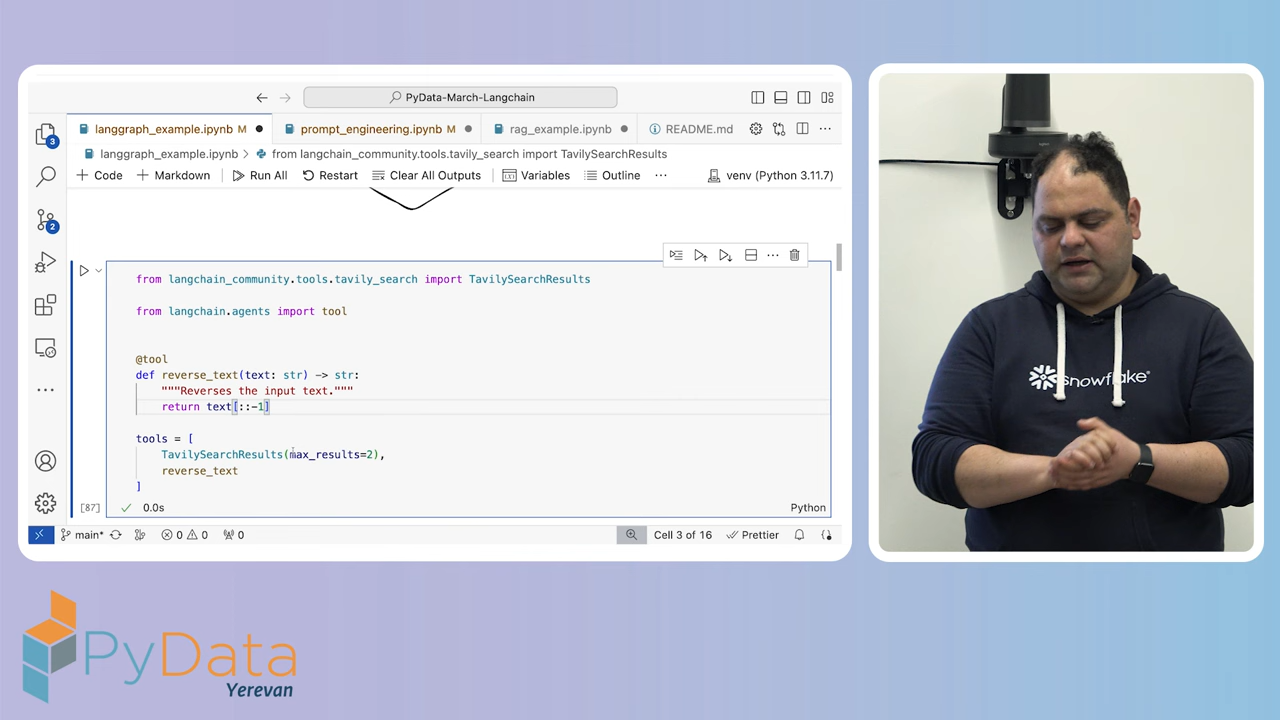 PyData-March-Langchain
langgraph_example.ipynb M
prompt_engineering.ipynb M
rag_example.ipynb
README.md
langgraph_example.ipynb > from langchain_community.tools.tavily_search import TavilySearchResults
+ Code + Markdown Run All Restart Clear All Outputs Variables Outline ... venv (Python 3.11.7)
from langchain_community.tools.tavily_search import TavilySearchResults
from langchain.agents import tool
@tool
def reverse_text(text: str) -> str:
"""Reverses the input text."""
return text[::-1]
tools = [
TavilySearchResults(max_results=2),
reverse_text
]
[87] 0.0s Python
main* 0 0 0 Cell 3 of 16 Prettier
3
2
snowflake®
PyData
Yerevan